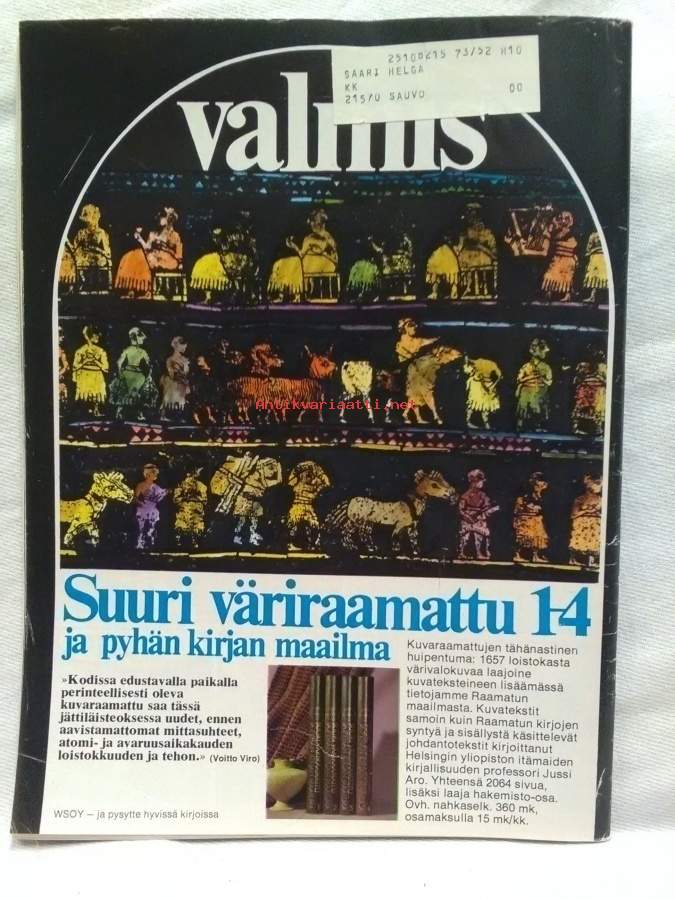 25106215 73/52 H10
SAARI HELGA
KK
21570 SAUVO 00
valmis
Antikvariaatti.net
Suuri väriraamattu 1-4
ja pyhän kirjan maailma
»Kodissa edustavalla paikalla
perinteellisesti oleva
kuvaraamattu saa tässä
jättiläisteoksessa uudet, ennen
aavistamattomat mittasuhteet,
atomi- ja avaruusaikakauden
loistokkuuden ja tehon.» (Voitto Viro)
WSOY – ja pysytte hyvissä kirjoissa
Kuvaraamattujen tähänastinen
huipentuma: 1657 loistokasta
värivalokuvaa laajoine
kuvateksteineen lisäämässä
tietojamme Raamatun
maailmasta. Kuvatekstit
samoin kuin Raamatun kirjojen
syntyä ja sisällystä käsittelevät
johdantotekstit kirjoittanut
Helsingin yliopiston itämaiden
kirjallisuuden professori Jussi
Aro. Yhteensä 2064 sivua,
lisäksi laaja hakemisto-osa.
Ovh. nahkaselk. 360 mk,
osamaksulla 15 mk/kk.